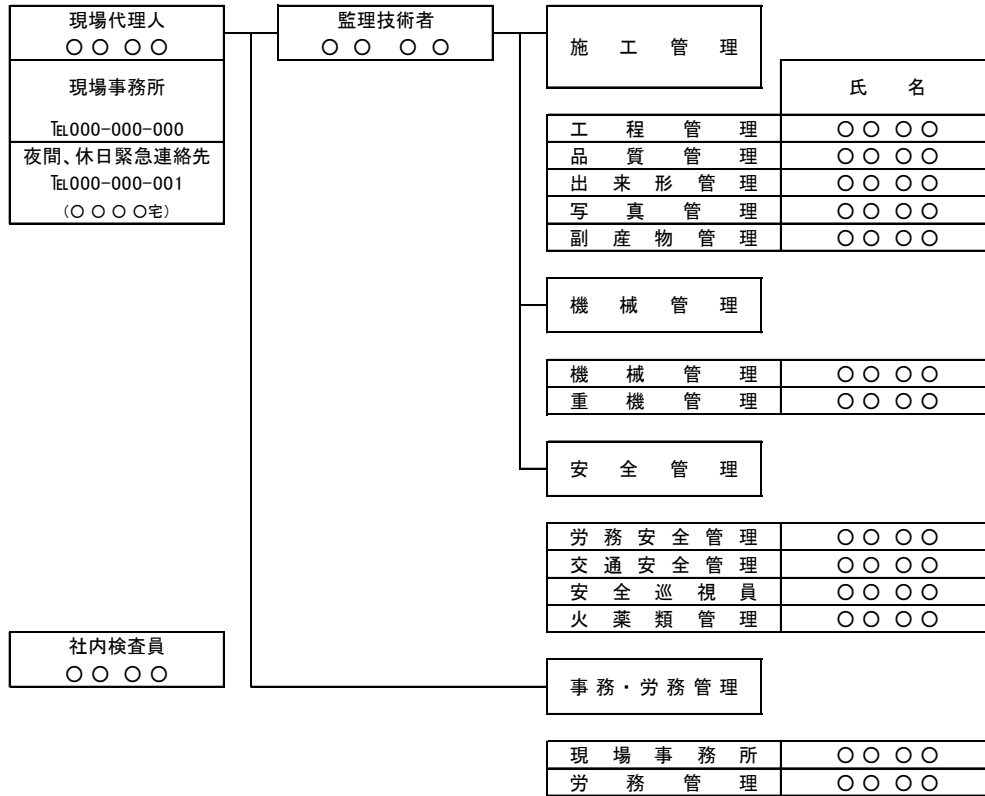 現場代理人
〇 〇 〇 〇
現場事務所
℡000-000-000
夜間、休日緊急連絡先
℡000-000-001
(〇 〇 〇 〇宅)
監理技術者
〇 〇 〇 〇
施 工 管 理
氏 名
工 程 管 理 〇 〇 〇 〇
品 質 管 理 〇 〇 〇 〇
出 来 形 管 理 〇 〇 〇 〇
写 真 管 理 〇 〇 〇 〇
副 産 物 管 理 〇 〇 〇 〇
機 械 管 理
機 械 管 理 〇 〇 〇 〇
重 機 管 理 〇 〇 〇 〇
安 全 管 理
労 務 安 全 管 理 〇 〇 〇 〇
交 通 安 全 管 理 〇 〇 〇 〇
安 全 巡 視 員 〇 〇 〇 〇
火 薬 類 管 理 〇 〇 〇 〇
社内検査員
〇 〇 〇 〇
事 務 ・ 労 務 管 理
現 場 事 務 所 〇 〇 〇 〇
労 務 管 理 〇 〇 〇 〇